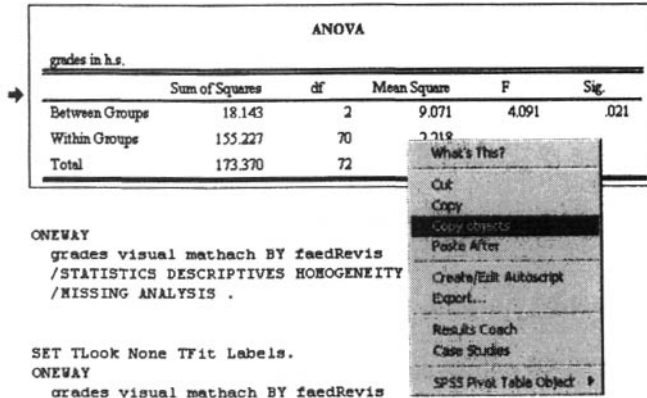 ANOVA
grades in h.s.
Sum of Squares df Mean Square F Sig.
Between Groups 18.143 2 9.071 4.091 .021
Within Groups 155.227 70 2.218
Total 173.370 72
What's This?
Cut
Copy
Copy objects
Paste After
Create/Edit Autoscript
Export...
Results Coach
Case Studies
SPSS Pivot Table Object
ONEWAY
grades visual mathach BY faedRevis
/STATISTICS DESCRIPTIVES HOMOGENEITY
/MISSING ANALYSIS .
SET TLook None TFit Labels.
ONEWAY
grades visual mathach BY faedRevis